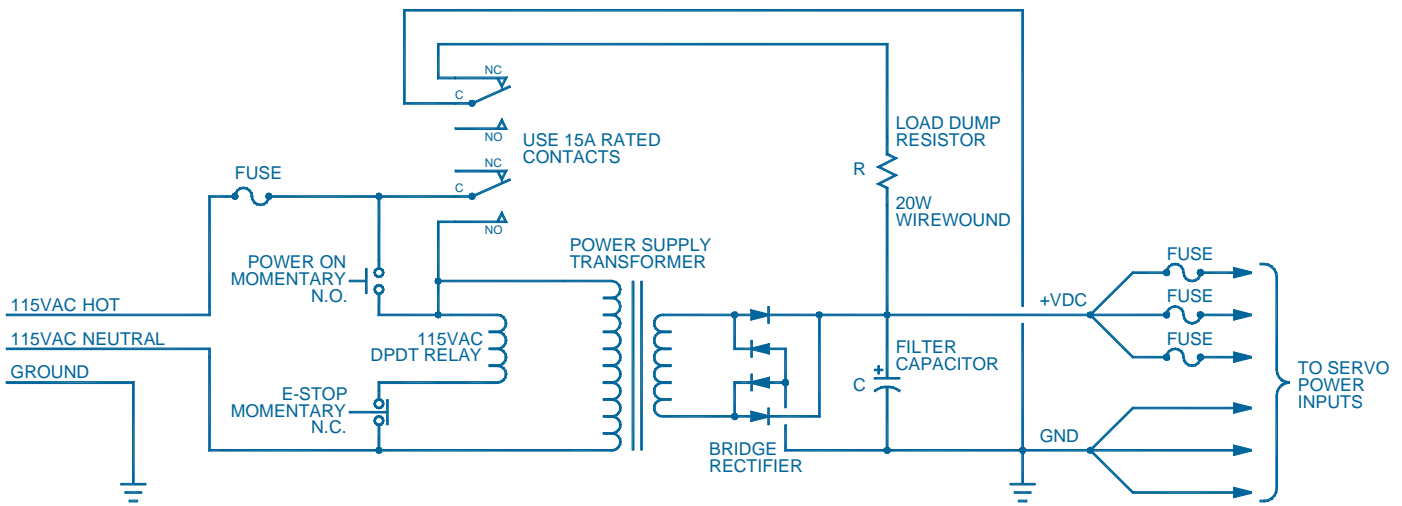 NC
C
NO
USE 15A RATED
CONTACTS
NC
C
NO
FUSE
LOAD DUMP
RESISTOR
R
20W
WIREWOUND
POWER ON
MOMENTARY
N.O.
POWER SUPPLY
TRANSFORMER
115VAC HOT
115VAC NEUTRAL
GROUND
115VAC
DPDT RELAY
E-STOP
MOMENTARY
N.C.
BRIDGE
RECTIFIER
FILTER
CAPACITOR
+
C
+VDC
GND
FUSE
FUSE
FUSE
TO SERVO
POWER
INPUTS